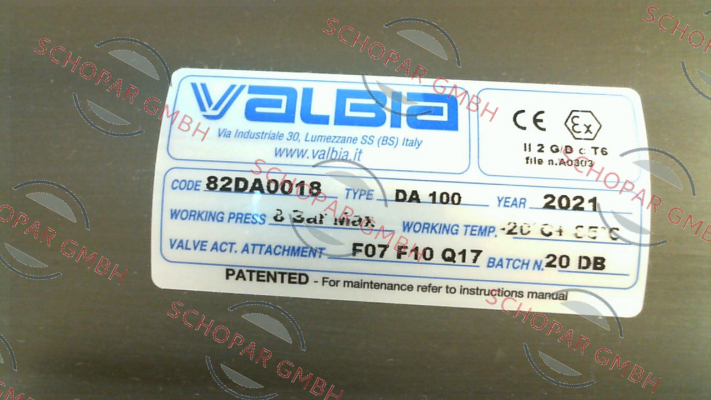 VALBIA
Via Industriale 30, Lumezzane SS (BS) Italy
www.valbia.it
CE Ex
II 2 G/D c T6
file n.A0303
CODE 82DA0018 TYPE DA 100 YEAR 2021
WORKING PRESS 8 Bar Max WORKING TEMP.
VALVE ACT. ATTACHMENT F07 F10 Q17 BATCH N. 20 DB
PATENTED - For maintenance refer to instructions manual
SCHOPAR GMBH
SCHOPAR GMBH
SCHOPAR GMBH
SCHOPAR GMBH
SCHOPAR GMBH
SCHOPAR GMBH
SCHOPAR GMBH